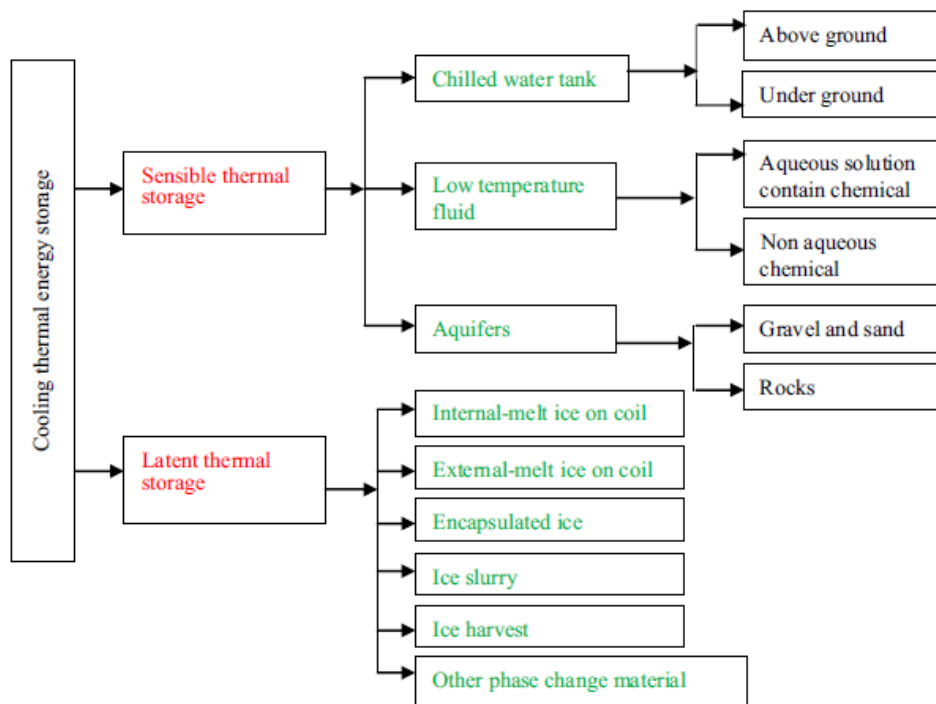 Cooling thermal energy storage
Sensible thermal
storage
Chilled water tank
Above ground
Under ground
Low temperature
fluid
Aqueous solution
contain chemical
Non aqueous
chemical
Aquifers
Gravel and sand
Rocks
Latent thermal
storage
Internal-melt ice on coil
External-melt ice on coil
Encapsulated ice
Ice slurry
Ice harvest
Other phase change material